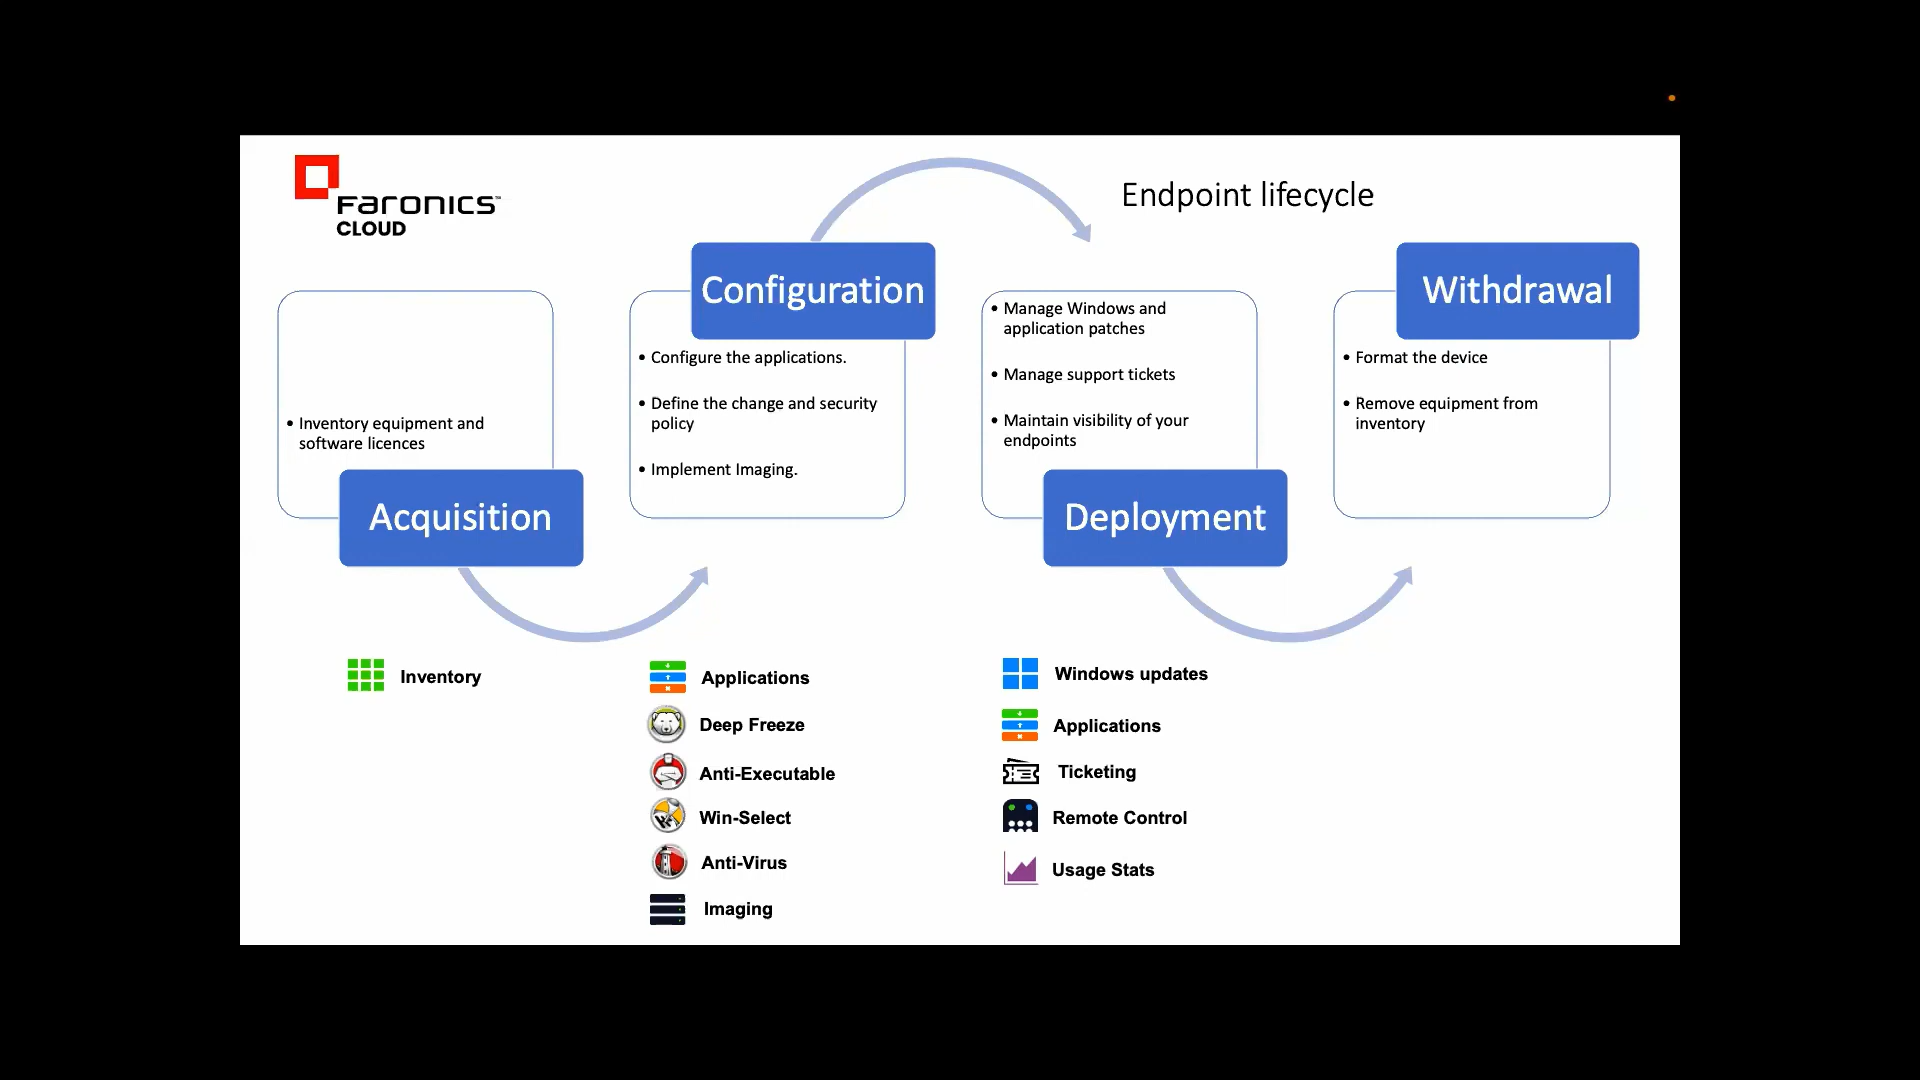 FARONICS™
CLOUD
Endpoint lifecycle
Acquisition
• Inventory equipment and
software licences
Configuration
• Configure the applications.
• Define the change and security
policy
• Implement Imaging.
• Manage Windows and
application patches
• Manage support tickets
• Maintain visibility of your
endpoints
Deployment
Withdrawal
• Format the device
• Remove equipment from
inventory
Inventory
Applications
Deep Freeze
Anti-Executable
Win-Select
Anti-Virus
Imaging
Windows updates
Applications
Ticketing
Remote Control
Usage Stats